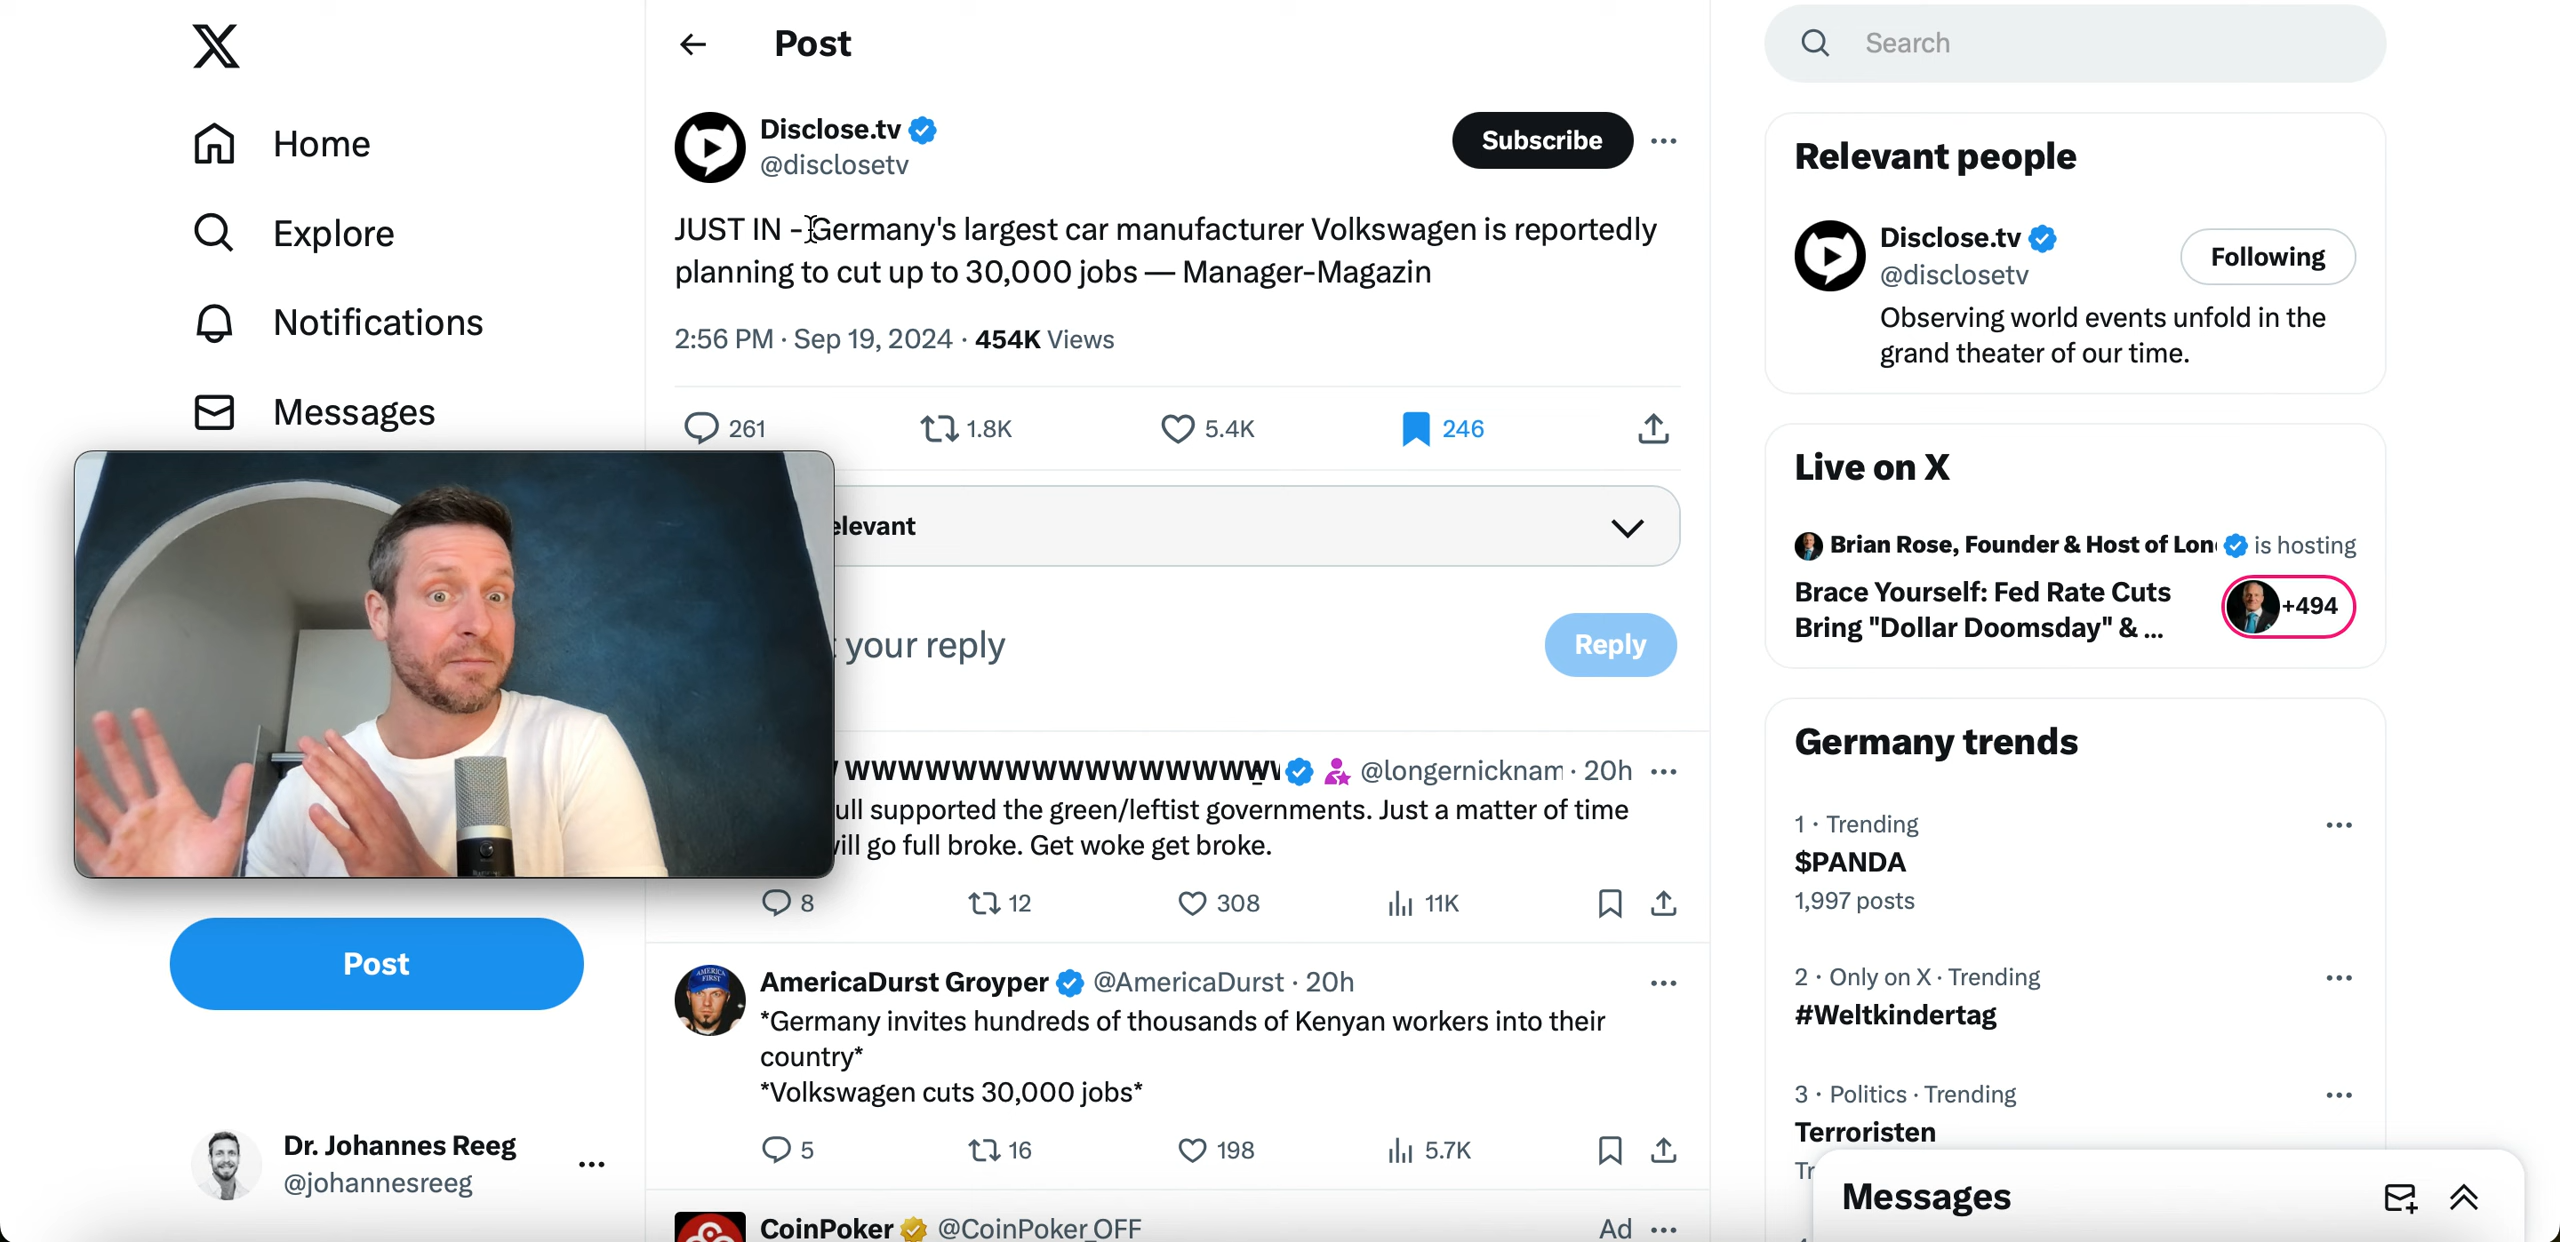 Home
Explore
Notifications
Messages
Post
Dr. Johannes Reeg
@johannesreeg
Post
Disclose.tv
@disclosetv
Subscribe
JUST IN - Germany's largest car manufacturer Volkswagen is reportedly
planning to cut up to 30,000 jobs — Manager-Magazin
2:56 PM · Sep 19, 2024 · 454K Views
261 1.8K 5.4K 246
elevant
your reply
Reply
WWWWWWWWWWWWWWWWW @longernicknam · 20h
ull supported the green/leftist governments. Just a matter of time
will go full broke. Get woke get broke.
8 12 308 11K
AMERICA FIRST
AmericaDurst Groyper @AmericaDurst · 20h
*Germany invites hundreds of thousands of Kenyan workers into their
country*
*Volkswagen cuts 30,000 jobs*
5 16 198 5.7K
CoinPoker @CoinPoker_OFF Ad
Search
Relevant people
Disclose.tv
@disclosetv
Following
Observing world events unfold in the
grand theater of our time.
Live on X
Brian Rose, Founder & Host of Lon is hosting
Brace Yourself: Fed Rate Cuts
Bring "Dollar Doomsday" & ...
+494
Germany trends
1 · Trending
$PANDA
1,997 posts
2 · Only on X · Trending
#Weltkindertag
3 · Politics · Trending
Terroristen
Tr
Messages